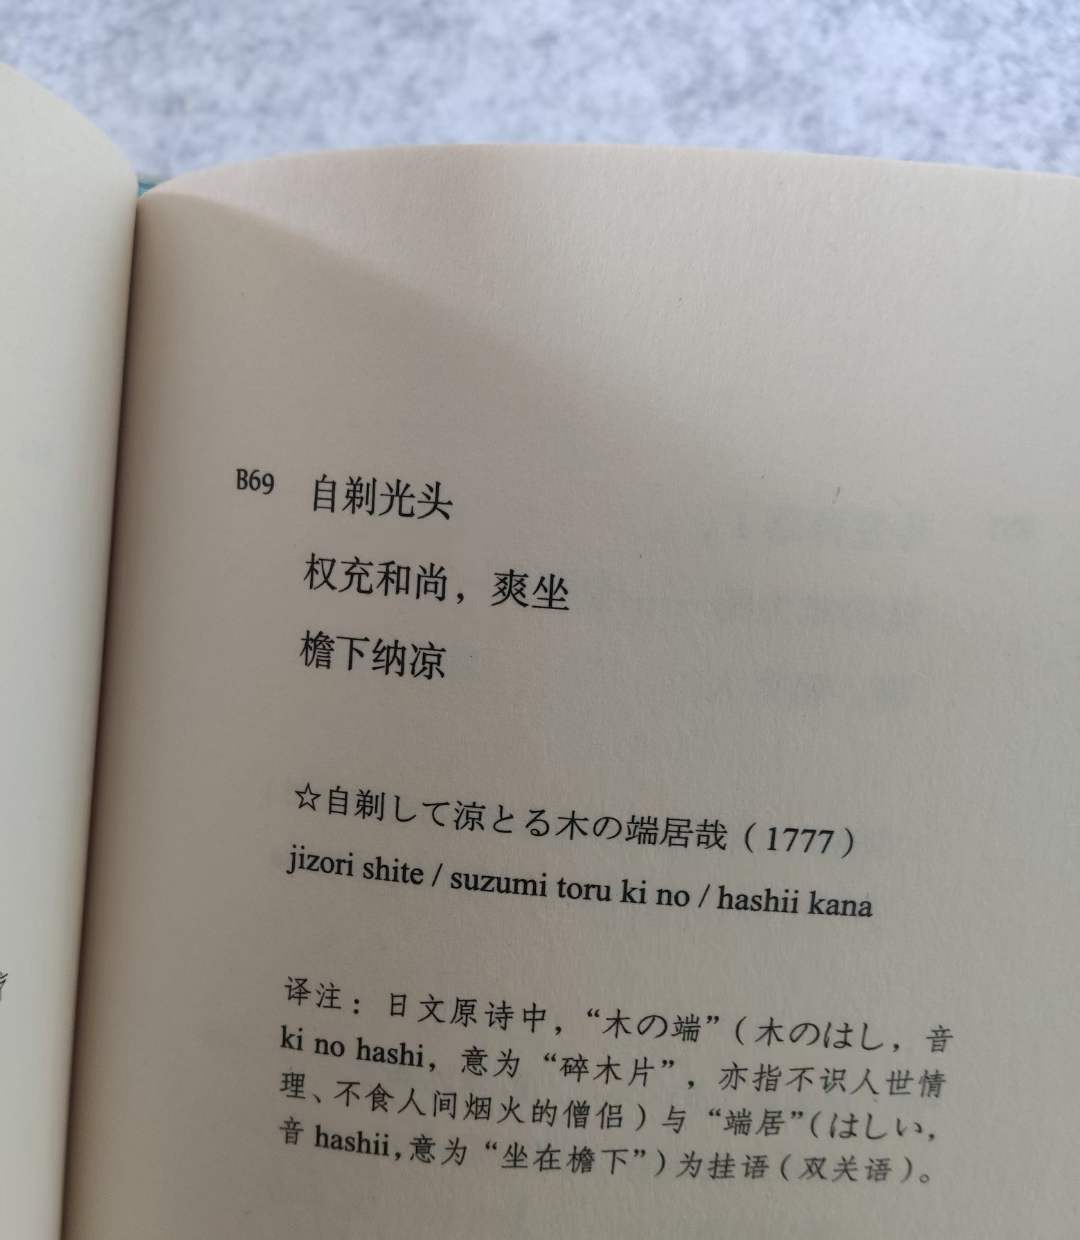 B69 自剃光头
权充和尚，爽坐
檐下纳凉
☆自剃して涼とる木の端居哉（1777）
jizori shite / suzumi toru ki no / hashii kana
译注：日文原诗中，“木の端”（木のはし，音
ki no hashi，意为“碎木片”，亦指不识人世情
理、不食人间烟火的僧侣）与“端居”（はしい，
音 hashii，意为“坐在檐下”）为挂语（双关语）。